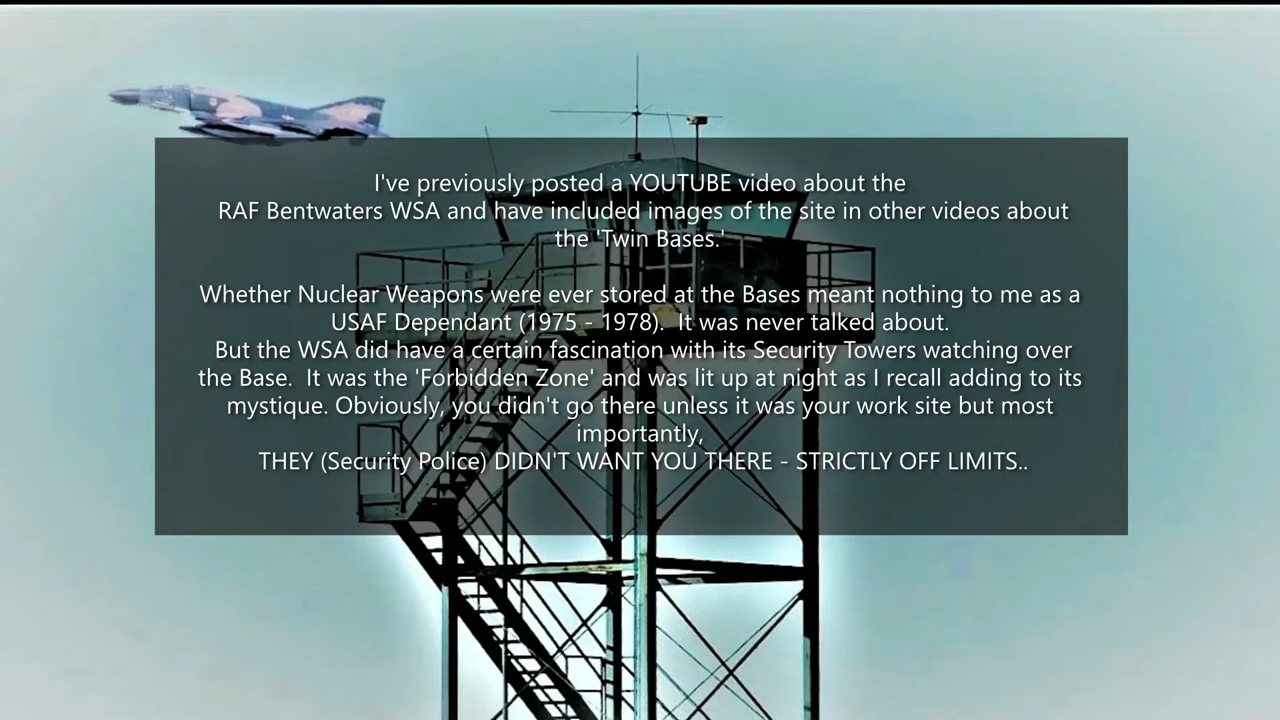 I've previously posted a YOUTUBE video about the
RAF Bentwaters WSA and have included images of the site in other videos about
the 'Twin Bases.'
Whether Nuclear Weapons were ever stored at the Bases meant nothing to me as a
USAF Dependant (1975 - 1978).  It was never talked about.
But the WSA did have a certain fascination with its Security Towers watching over
the Base.  It was the 'Forbidden Zone' and was lit up at night as I recall adding to its
mystique. Obviously, you didn't go there unless it was your work site but most
importantly,
THEY (Security Police) DIDN'T WANT YOU THERE - STRICTLY OFF LIMITS..